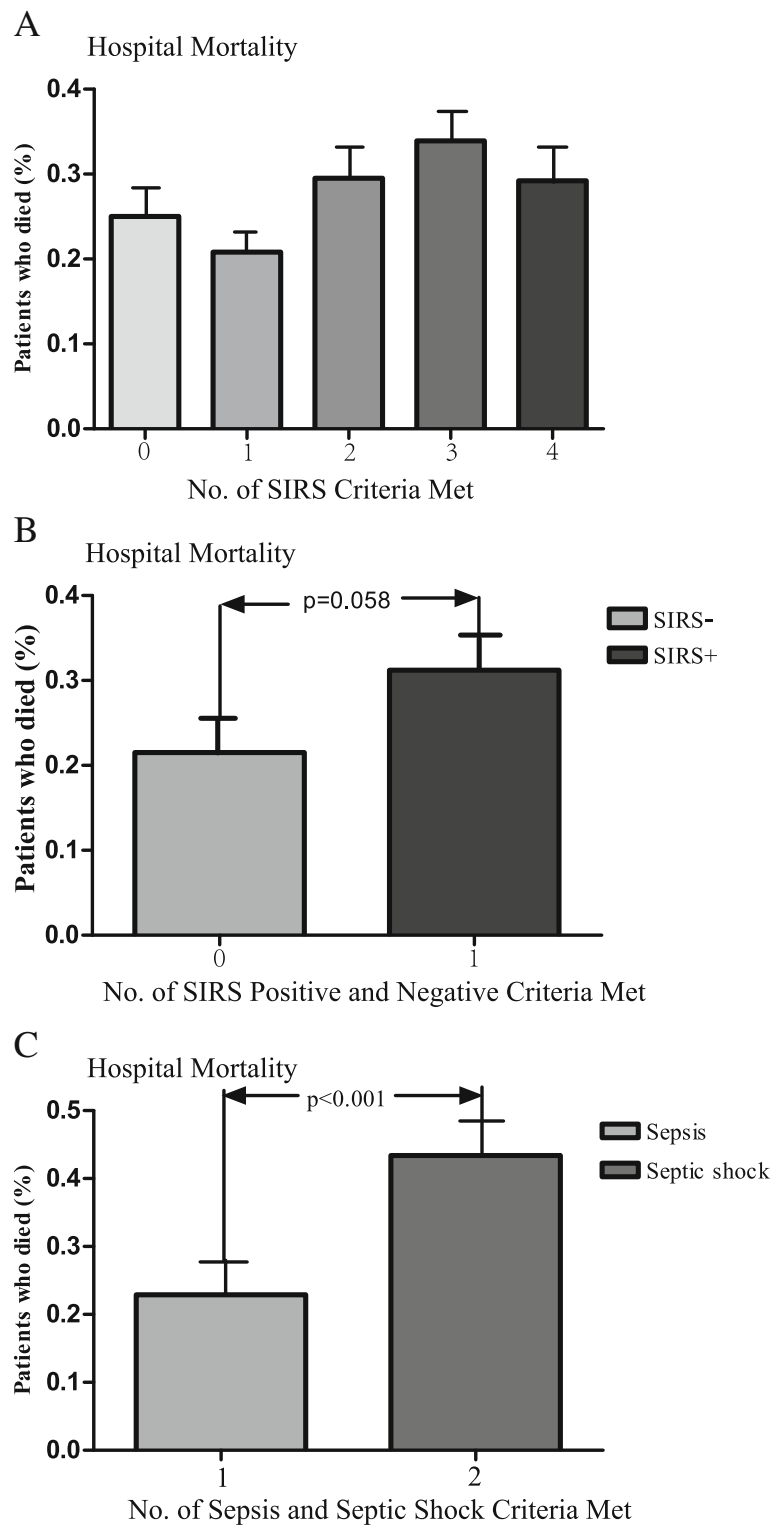 A
Hospital Mortality
Patients who died (%)
0.4
0.3
0.2
0.1
0.0
0 1 2 3 4
No. of SIRS Criteria Met
B
Hospital Mortality
Patients who died (%)
0.4
0.3
0.2
0.1
0.0
p=0.058
SIRS-
SIRS+
0 1
No. of SIRS Positive and Negative Criteria Met
C
Hospital Mortality
Patients who died (%)
0.5
0.4
0.3
0.2
0.1
0.0
p<0.001
Sepsis
Septic shock
1 2
No. of Sepsis and Septic Shock Criteria Met